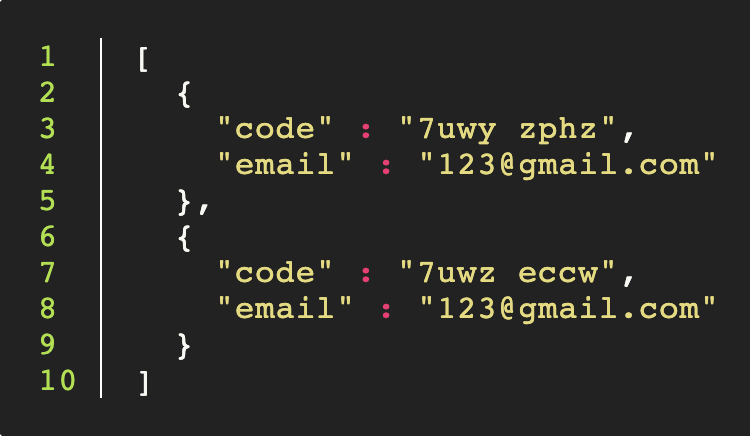 1 [
2 {
3 "code" : "7uwy zphz",
4 "email" : "123@gmail.com"
5 },
6 {
7 "code" : "7uwz eccw",
8 "email" : "123@gmail.com"
9 }
10 ]